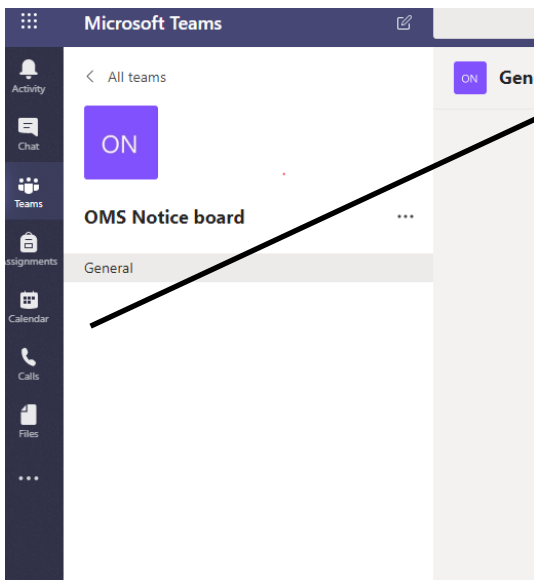 Microsoft Teams
Activity
Chat
Teams
Assignments
Calendar
Calls
Files
All teams
ON
OMS Notice board
General
ON Gen